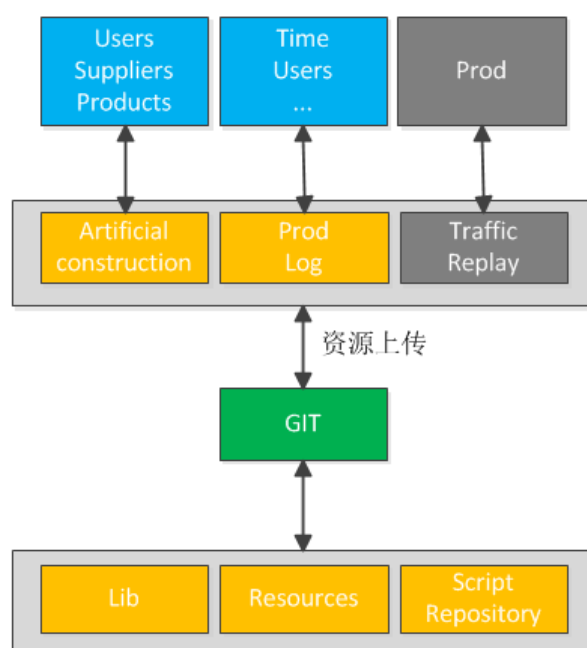 Users
Suppliers
Products
Time
Users
...
Prod
Artificial
construction
Prod
Log
Traffic
Replay
资源上传
GIT
Lib
Resources
Script
Repository